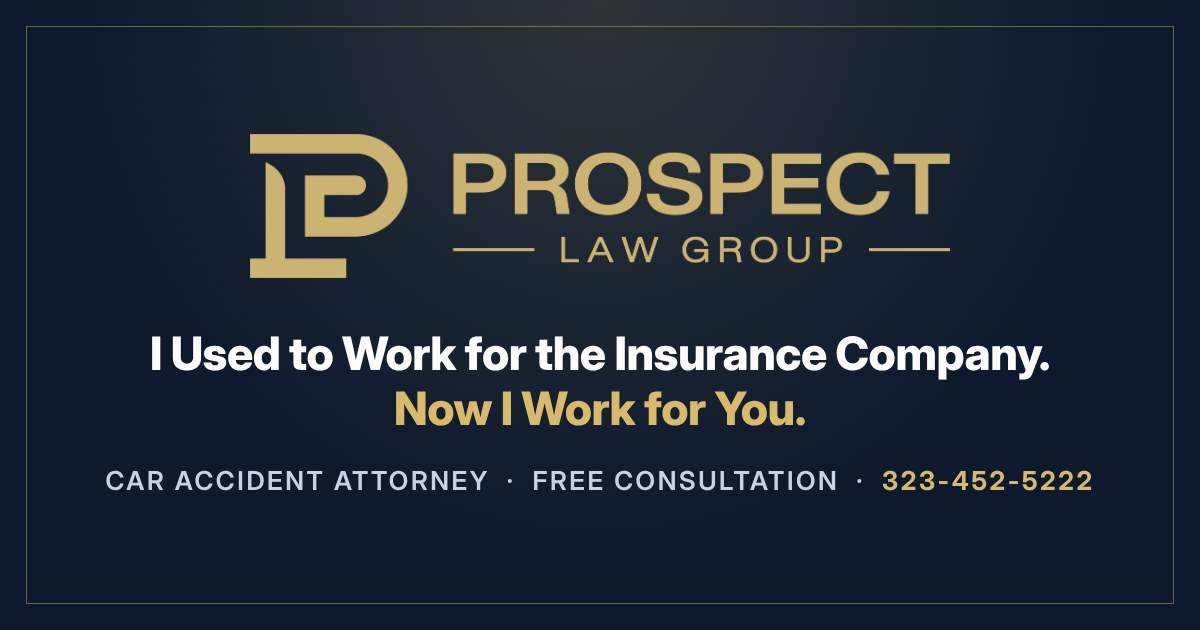 PROSPECT
LAW GROUP
I Used to Work for the Insurance Company.
Now I Work for You.
CAR ACCIDENT ATTORNEY · FREE CONSULTATION · 323-452-5222